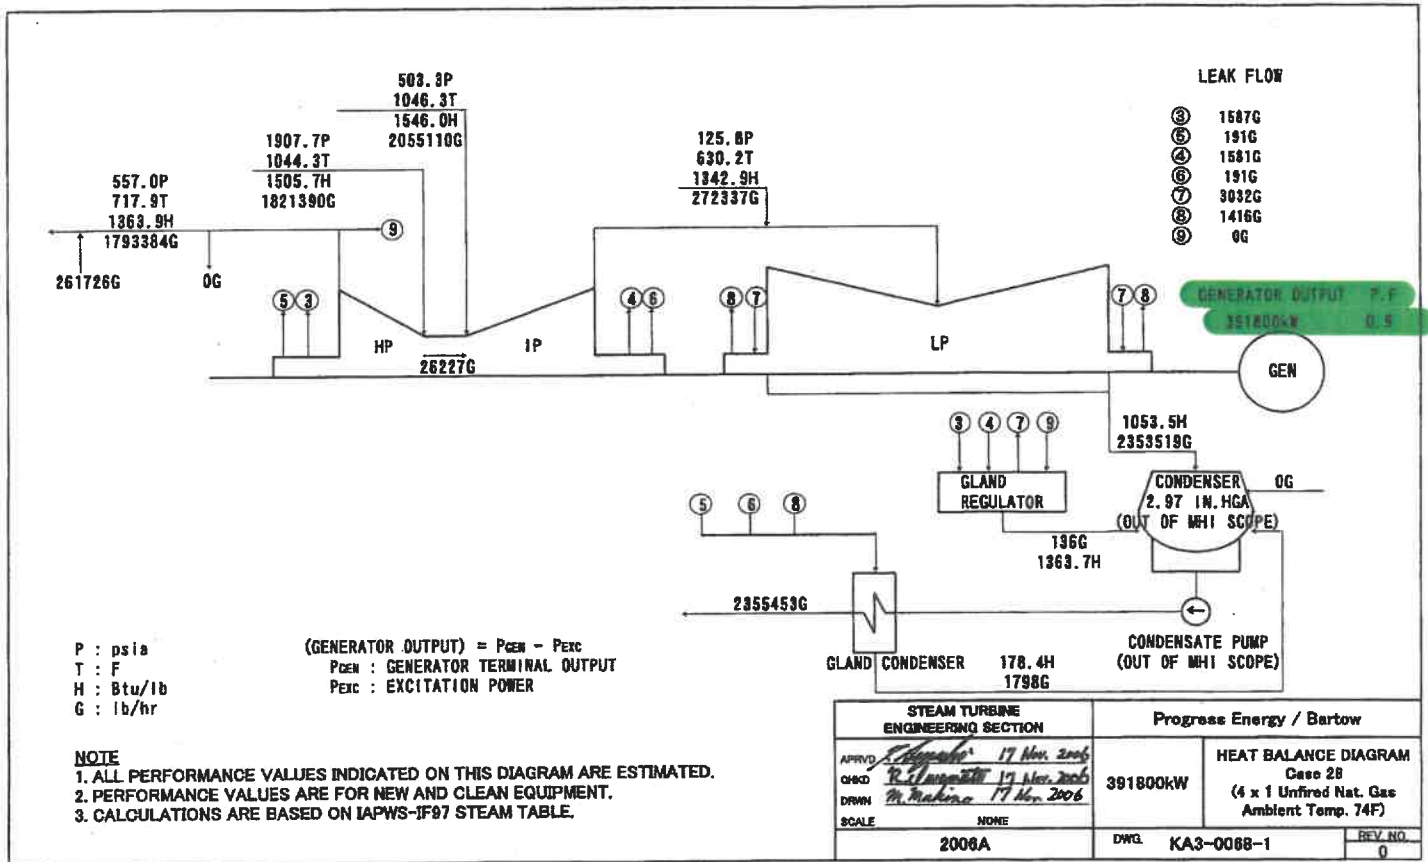 503.3P
1046.3T
1546.0H
2055110G
1907.7P
1044.3T
1505.7H
1821390G
557.0P
717.9T
1363.9H
1793384G
261726G
0G
⑨
125.8P
630.2T
1342.9H
272337G
LEAK FLOW
③ 1587G
⑤ 191G
④ 1581G
⑥ 191G
⑦ 3032G
⑧ 1416G
⑨ 0G
GENERATOR OUTPUT P.F
391800kW 0.9
⑤ ③
HP
26227G
IP
④ ⑥
⑧ ⑦
LP
⑦ ⑧
GEN
1053.5H
2353519G
③ ④ ⑦ ⑨
GLAND
REGULATOR
136G
1363.7H
CONDENSER
2.97 IN.HGA
(OUT OF MHI SCOPE)
0G
⑤ ⑥ ⑧
2355453G
GLAND CONDENSER
178.4H
1798G
CONDENSATE PUMP
(OUT OF MHI SCOPE)
P : psia
T : F
H : Btu/lb
G : lb/hr
(GENERATOR OUTPUT) = PGEN - PEXC
PGEN : GENERATOR TERMINAL OUTPUT
PEXC : EXCITATION POWER
NOTE
1. ALL PERFORMANCE VALUES INDICATED ON THIS DIAGRAM ARE ESTIMATED.
2. PERFORMANCE VALUES ARE FOR NEW AND CLEAN EQUIPMENT.
3. CALCULATIONS ARE BASED ON IAPWS-IF97 STEAM TABLE.
STEAM TURBINE
ENGINEERING SECTION
APRVD 17 Nov. 2006
CHKD 17 Nov. 2006
DRWN M. Makino 17 Nov 2006
SCALE NONE
2006A
Progress Energy / Bartow
391800kW
HEAT BALANCE DIAGRAM
Case 28
(4 x 1 Unfired Nat. Gas
Ambient Temp. 74F)
DWG. KA3-0068-1
REV. NO.
0